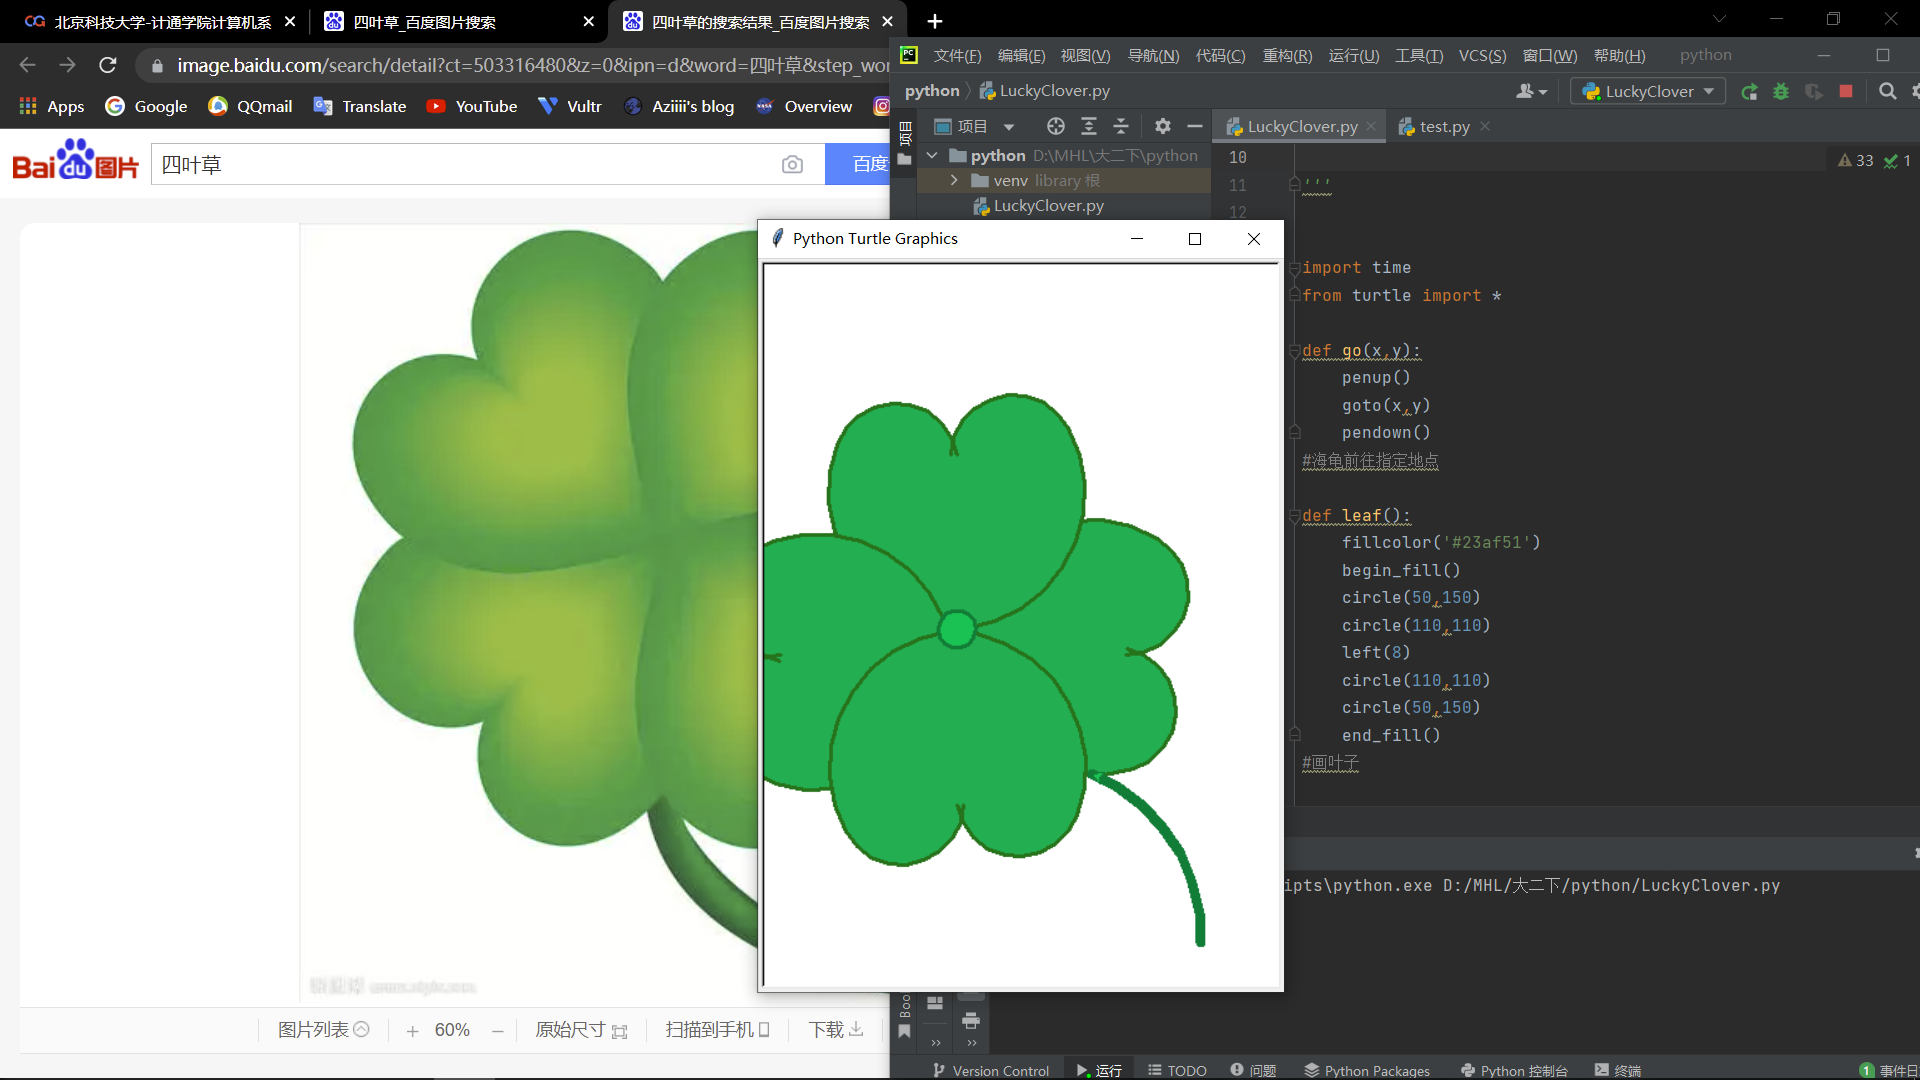 北京科技大学-计通学院计算机系
四叶草_百度图片搜索
四叶草的搜索结果_百度图片搜索
image.baidu.com/search/detail?ct=503316480&z=0&ipn=d&word=四叶草&step_wor
Apps
Google
QQmail
Translate
YouTube
Vultr
Aziiii's blog
Overview
Bai du 图片
四叶草
百度
图片列表
60%
原始尺寸
扫描到手机
下载
PC
文件(F)
编辑(E)
视图(V)
导航(N)
代码(C)
重构(R)
运行(U)
工具(T)
VCS(S)
窗口(W)
帮助(H)
python
python
LuckyClover.py
LuckyClover
项目
项目
LuckyClover.py
test.py
python D:\MHL\大二下\python
venv library 根
LuckyClover.py
33
1
10
11
12
'''
import time
from turtle import *
def go(x,y):
penup()
goto(x,y)
pendown()
#海龟前往指定地点
def leaf():
fillcolor('#23af51')
begin_fill()
circle(50,150)
circle(110,110)
left(8)
circle(110,110)
circle(50,150)
end_fill()
#画叶子
Python Turtle Graphics
ipts\python.exe D:/MHL/大二下/python/LuckyClover.py
Boo
Version Control
运行
TODO
问题
Python Packages
Python 控制台
终端
1
事件日